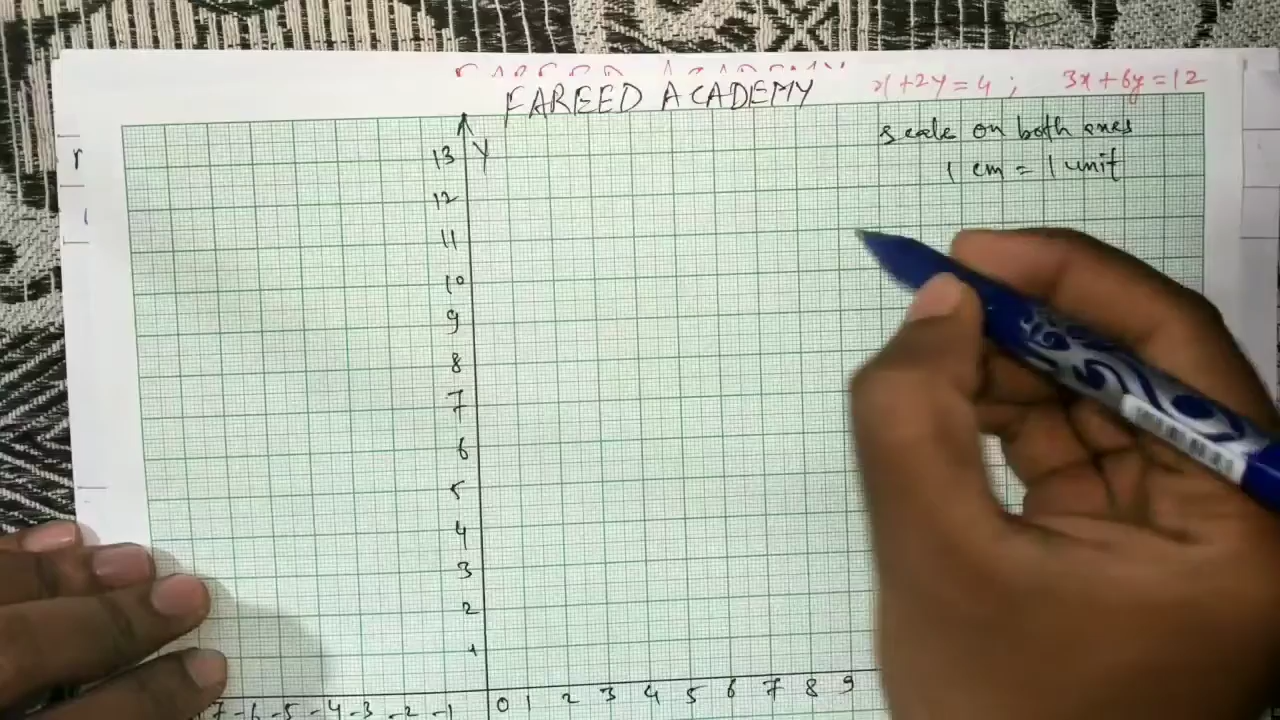 FAREED ACADEMY
x+2y=4 ; 3x+6y=12
scale on both axes
1 cm = 1 unit
Y
13
12
11
10
9
8
7
6
5
4
3
2
1
7 -6 -5 -4 -3 -2 -1 0 1 2 3 4 5 6 7 8 9